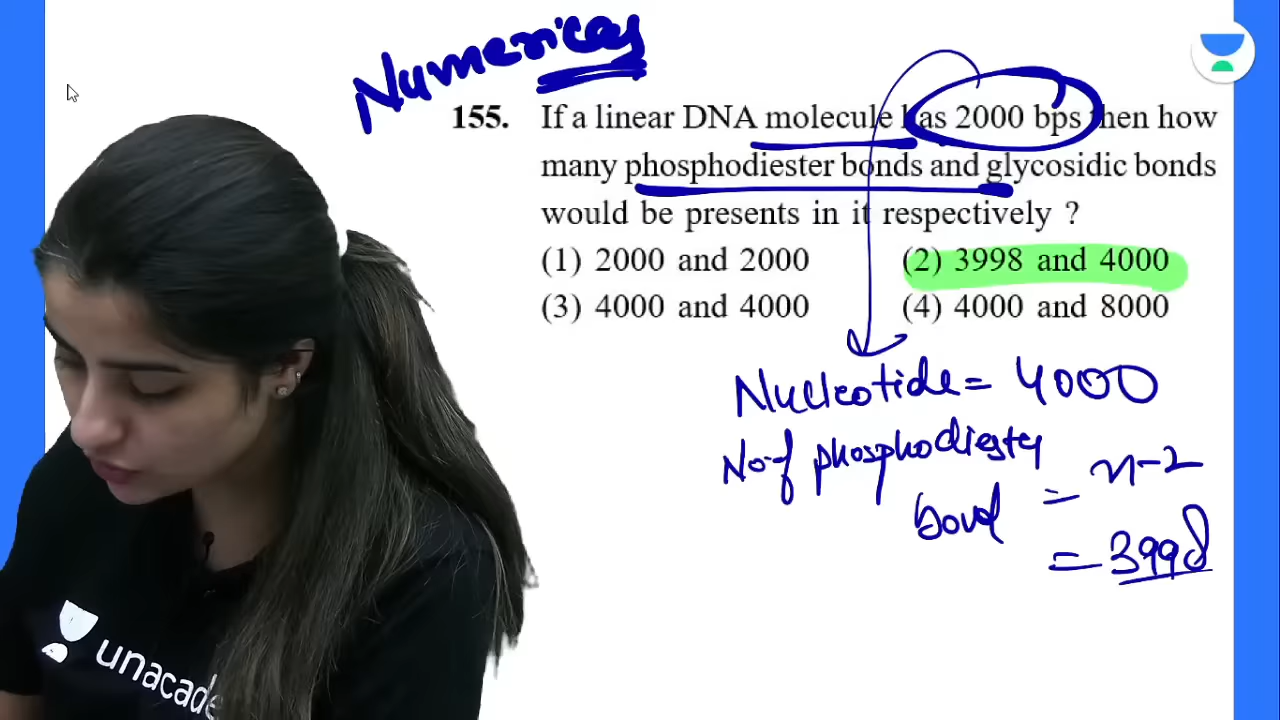 Numericals
155. If a linear DNA molecule has 2000 bps then how
many phosphodiester bonds and glycosidic bonds
would be presents in it respectively ?
(1) 2000 and 2000 (2) 3998 and 4000
(3) 4000 and 4000 (4) 4000 and 8000
Nucleotide = 4000
No. of phosphodiester
bond = n-2
= 3998
unacade